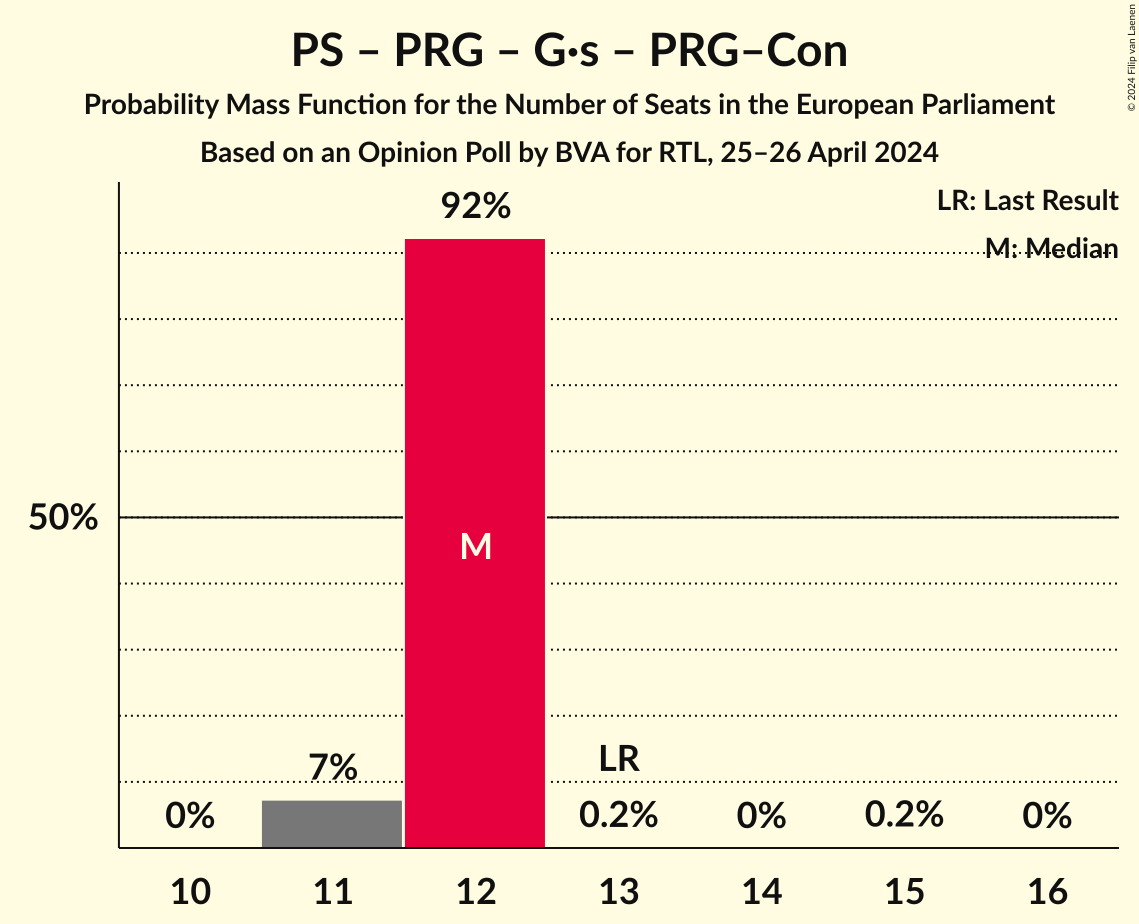 PS – PRG – G•s – PRG–Con
Probability Mass Function for the Number of Seats in the European Parliament
Based on an Opinion Poll by BVA for RTL, 25–26 April 2024
© 2024 Filip van Laenen
LR: Last Result
M: Median
92%
50%
M
7%
LR
0%
0.2%
0%
0.2%
0%
10 11 12 13 14 15 16